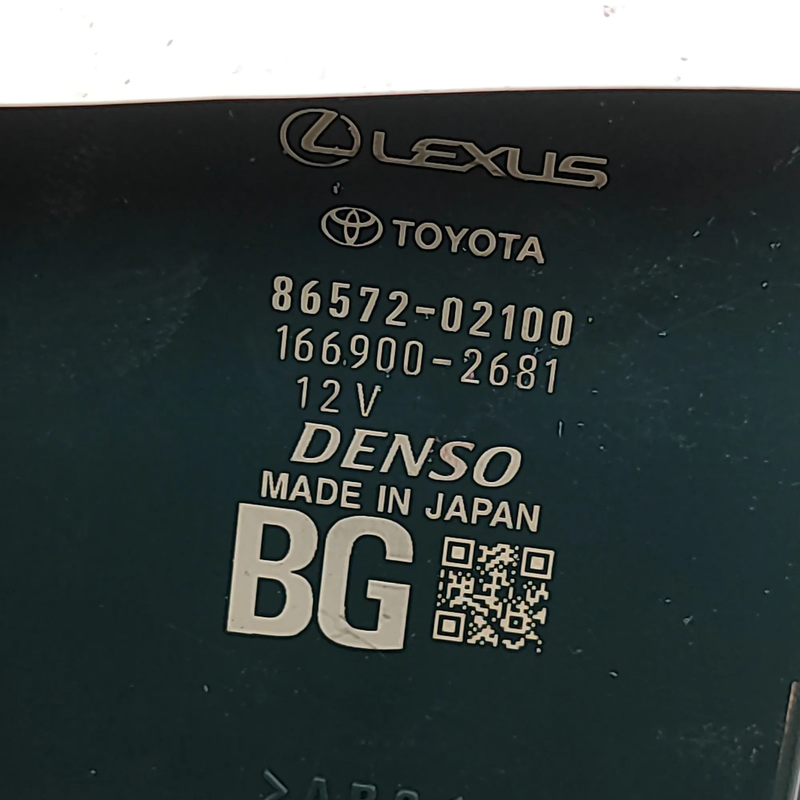 LEXUS
TOYOTA
86572-02100
166900-2681
12V
DENSO
MADE IN JAPAN
BG